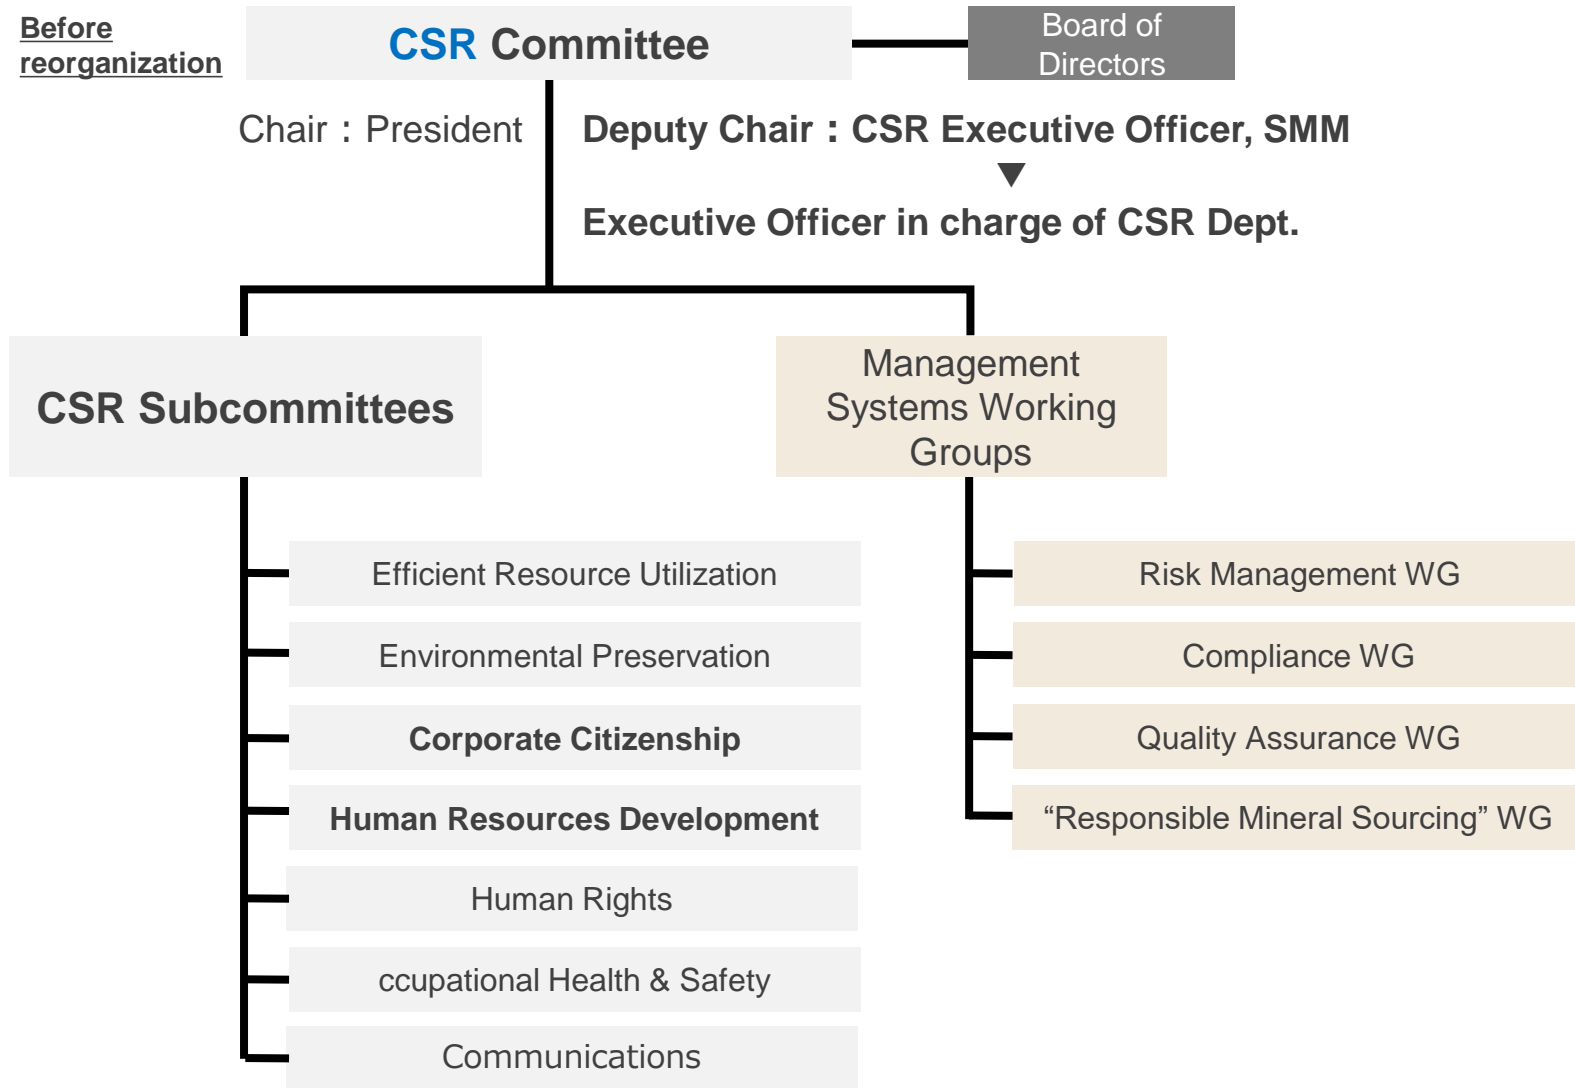 Before
reorganization
CSR Committee
Board of
Directors
Chair：President
Deputy Chair：CSR Executive Officer, SMM
▼
Executive Officer in charge of CSR Dept.
CSR Subcommittees
Management
Systems Working
Groups
Efficient Resource Utilization
Environmental Preservation
Corporate Citizenship
Human Resources Development
Human Rights
ccupational Health & Safety
Communications
Risk Management WG
Compliance WG
Quality Assurance WG
“Responsible Mineral Sourcing” WG